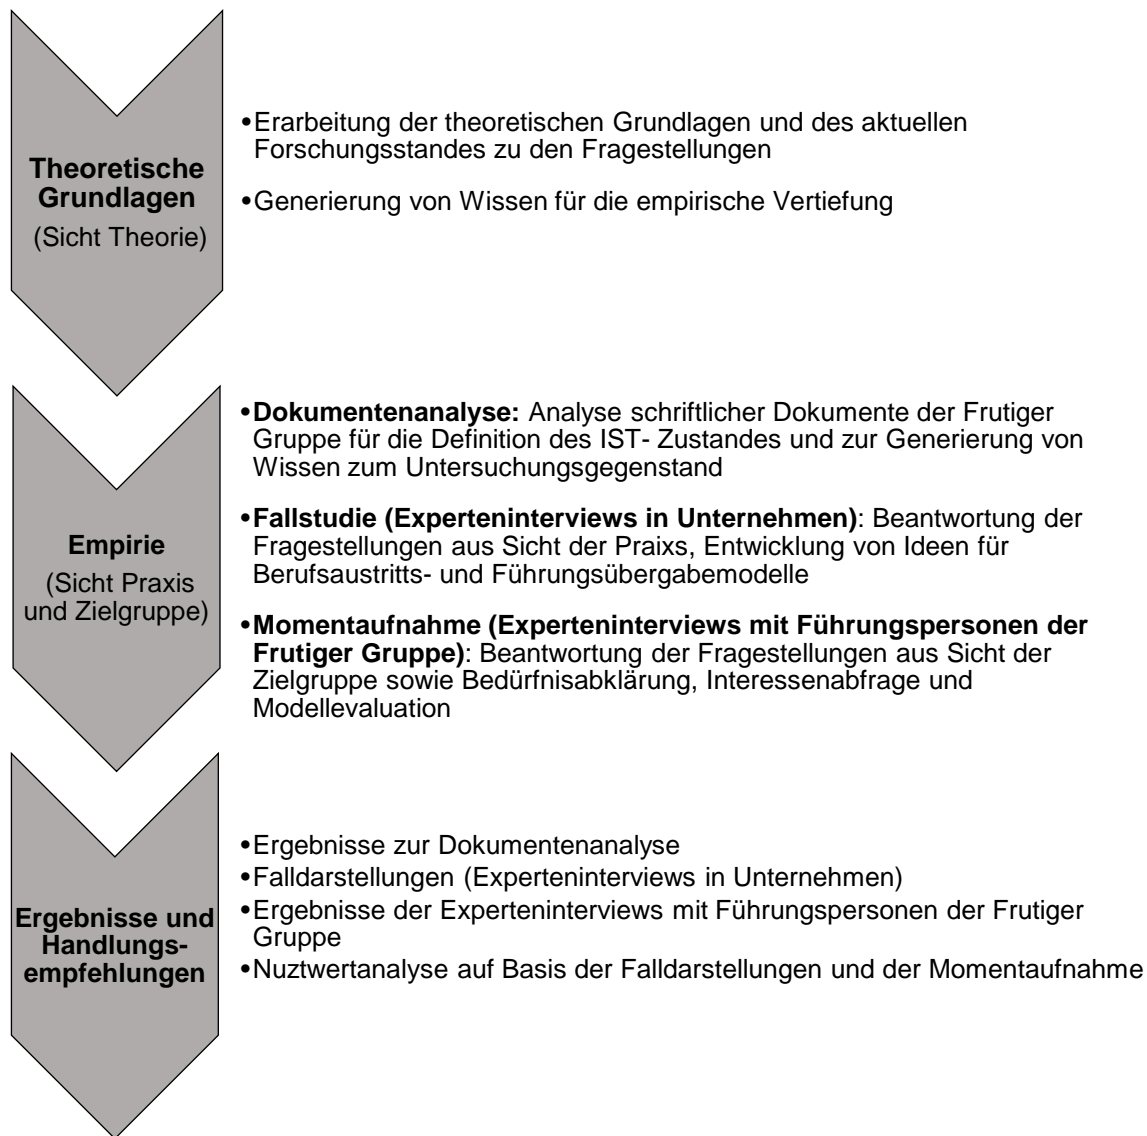 Theoretische
Grundlagen
(Sicht Theorie)
•Erarbeitung der theoretischen Grundlagen und des aktuellen
Forschungsstandes zu den Fragestellungen
•Generierung von Wissen für die empirische Vertiefung
Empirie
(Sicht Praxis
und Zielgruppe)
•Dokumentenanalyse: Analyse schriftlicher Dokumente der Frutiger
Gruppe für die Definition des IST- Zustandes und zur Generierung von
Wissen zum Untersuchungsgegenstand
•Fallstudie (Experteninterviews in Unternehmen): Beantwortung der
Fragestellungen aus Sicht der Praixs, Entwicklung von Ideen für
Berufsaustritts- und Führungsübergabemodelle
•Momentaufnahme (Experteninterviews mit Führungspersonen der
Frutiger Gruppe): Beantwortung der Fragestellungen aus Sicht der
Zielgruppe sowie Bedürfnisabklärung, Interessenabfrage und
Modellevaluation
Ergebnisse und
Handlungs-
empfehlungen
•Ergebnisse zur Dokumentenanalyse
•Falldarstellungen (Experteninterviews in Unternehmen)
•Ergebnisse der Experteninterviews mit Führungspersonen der Frutiger
Gruppe
•Nuztwertanalyse auf Basis der Falldarstellungen und der Momentaufnahme